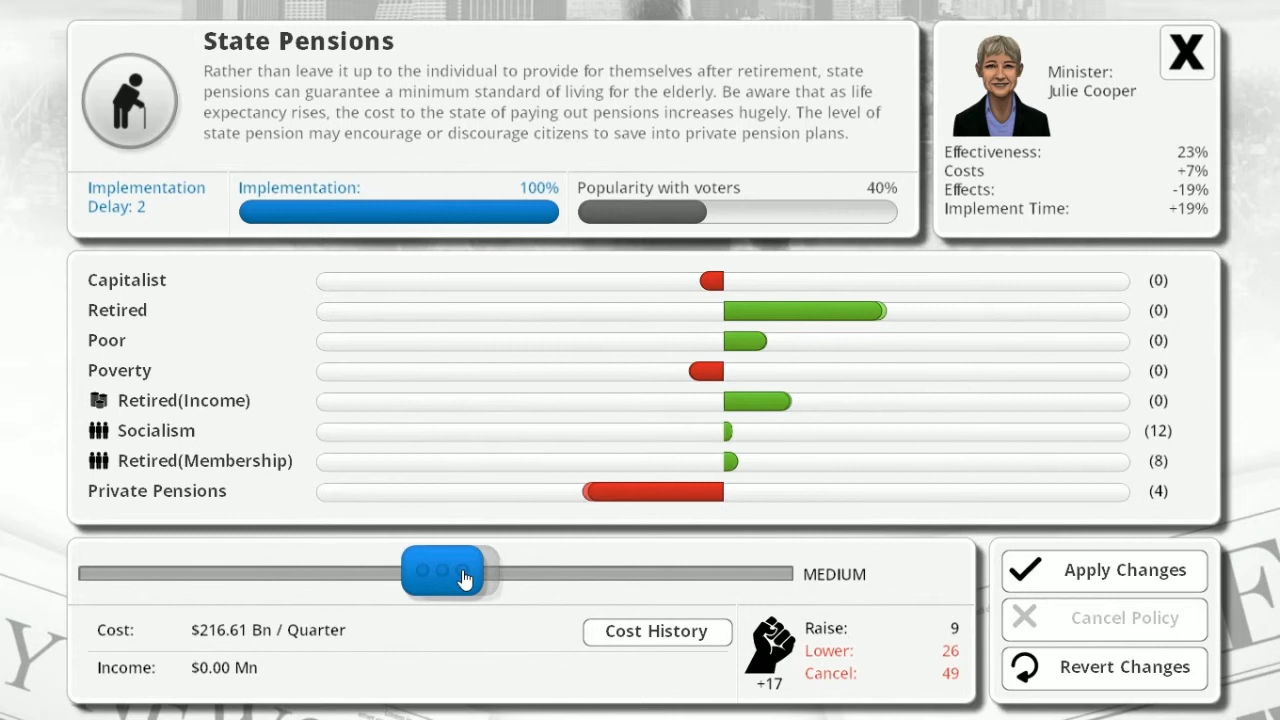 State Pensions
Rather than leave it up to the individual to provide for themselves after retirement, state
pensions can guarantee a minimum standard of living for the elderly. Be aware that as life
expectancy rises, the cost to the state of paying out pensions increases hugely. The level of
state pension may encourage or discourage citizens to save into private pension plans.
Implementation
Delay: 2
Implementation: 100%
Popularity with voters 40%
Minister:
Julie Cooper
X
Effectiveness: 23%
Costs +7%
Effects: -19%
Implement Time: +19%
Capitalist (0)
Retired (0)
Poor (0)
Poverty (0)
Retired(Income) (0)
Socialism (12)
Retired(Membership) (8)
Private Pensions (4)
MEDIUM
Cost: $216.61 Bn / Quarter
Cost History
Income: $0.00 Mn
+17
Raise: 9
Lower: 26
Cancel: 49
Apply Changes
Cancel Policy
Revert Changes